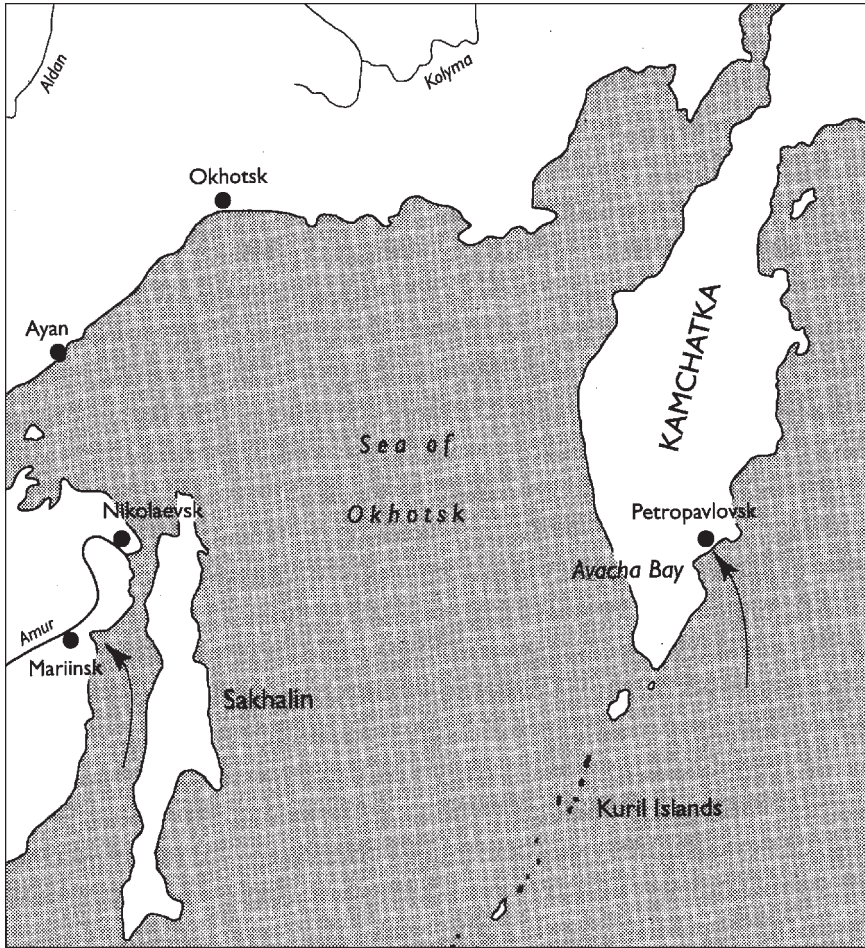 Aldan
Kolyma
Okhotsk
Ayan
KAMCHATKA
Sea of
Okhotsk
Nikolaevsk
Petropavlovsk
Avacha Bay
Amur
Mariinsk
Sakhalin
Kuril Islands